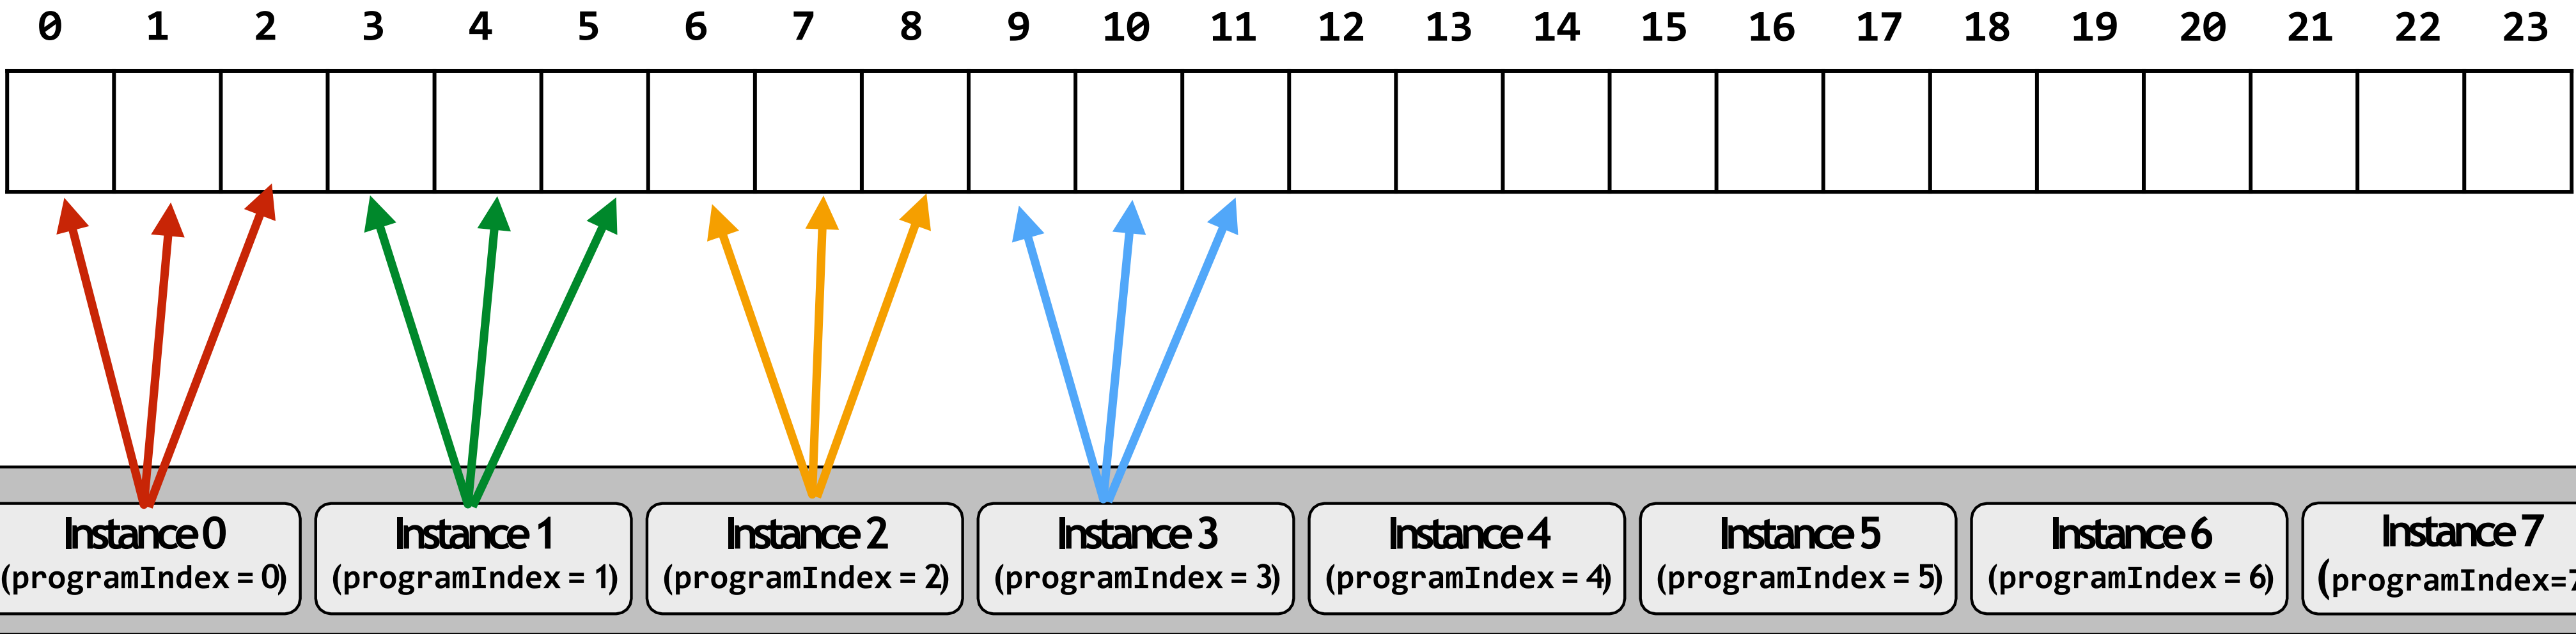 0 1 2 3 4 5 6 7 8 9 10 11 12 13 14 15 16 17 18 19 20 21 22 23
Instance 0 Instance 1 Instance 2 Instance 3 Instance 4 Instance 5 Instance 6 Instance 7
(programIndex = 0) (programIndex = 1) (programIndex = 2) (programIndex = 3) (programIndex = 4) (programIndex = 5) (programIndex = 6) (programIndex=7